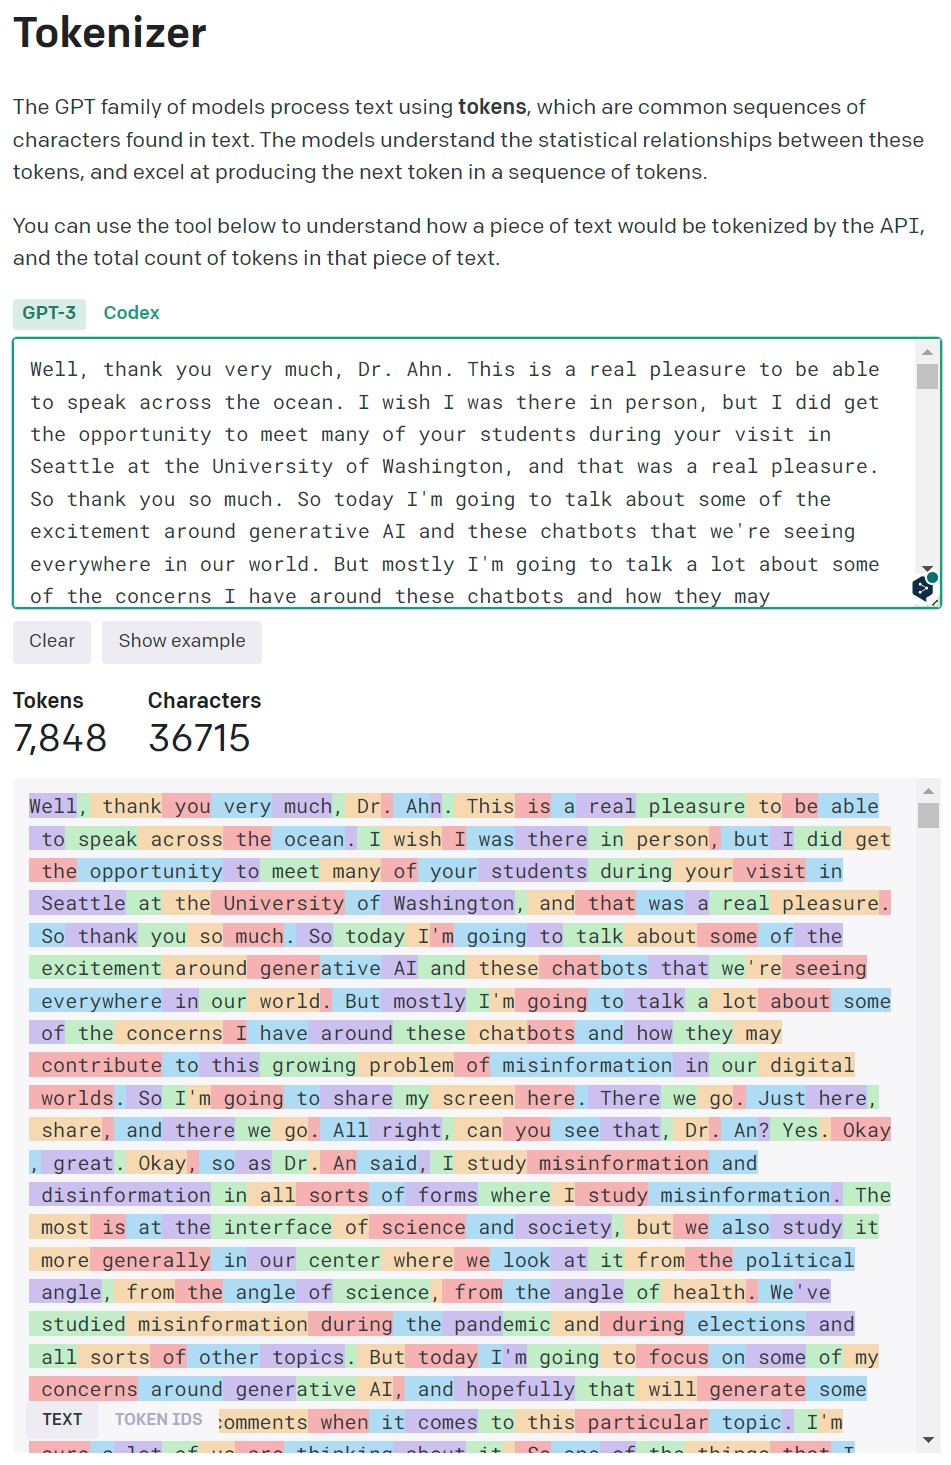 Tokenizer
The GPT family of models process text using tokens, which are common sequences of
characters found in text. The models understand the statistical relationships between these
tokens, and excel at producing the next token in a sequence of tokens.
You can use the tool below to understand how a piece of text would be tokenized by the API,
and the total count of tokens in that piece of text.
GPT-3 Codex
Well, thank you very much, Dr. Ahn. This is a real pleasure to be able
to speak across the ocean. I wish I was there in person, but I did get
the opportunity to meet many of your students during your visit in
Seattle at the University of Washington, and that was a real pleasure.
So thank you so much. So today I'm going to talk about some of the
excitement around generative AI and these chatbots that we're seeing
everywhere in our world. But mostly I'm going to talk a lot about some
of the concerns I have around these chatbots and how they may
Clear Show example
Tokens Characters
7,848 36715
Well, thank you very much, Dr. Ahn. This is a real pleasure to be able
to speak across the ocean. I wish I was there in person, but I did get
the opportunity to meet many of your students during your visit in
Seattle at the University of Washington, and that was a real pleasure.
So thank you so much. So today I'm going to talk about some of the
excitement around generative AI and these chatbots that we're seeing
everywhere in our world. But mostly I'm going to talk a lot about some
of the concerns I have around these chatbots and how they may
contribute to this growing problem of misinformation in our digital
worlds. So I'm going to share my screen here. There we go. Just here,
share, and there we go. All right, can you see that, Dr. An? Yes. Okay
, great. Okay, so as Dr. An said, I study misinformation and
disinformation in all sorts of forms where I study misinformation. The
most is at the interface of science and society, but we also study it
more generally in our center where we look at it from the political
angle, from the angle of science, from the angle of health. We've
studied misinformation during the pandemic and during elections and
all sorts of other topics. But today I'm going to focus on some of my
concerns around generative AI, and hopefully that will generate some
TEXT TOKEN IDS comments when it comes to this particular topic. I'm
sure a lot of us are thinking about it. So one of the things that I